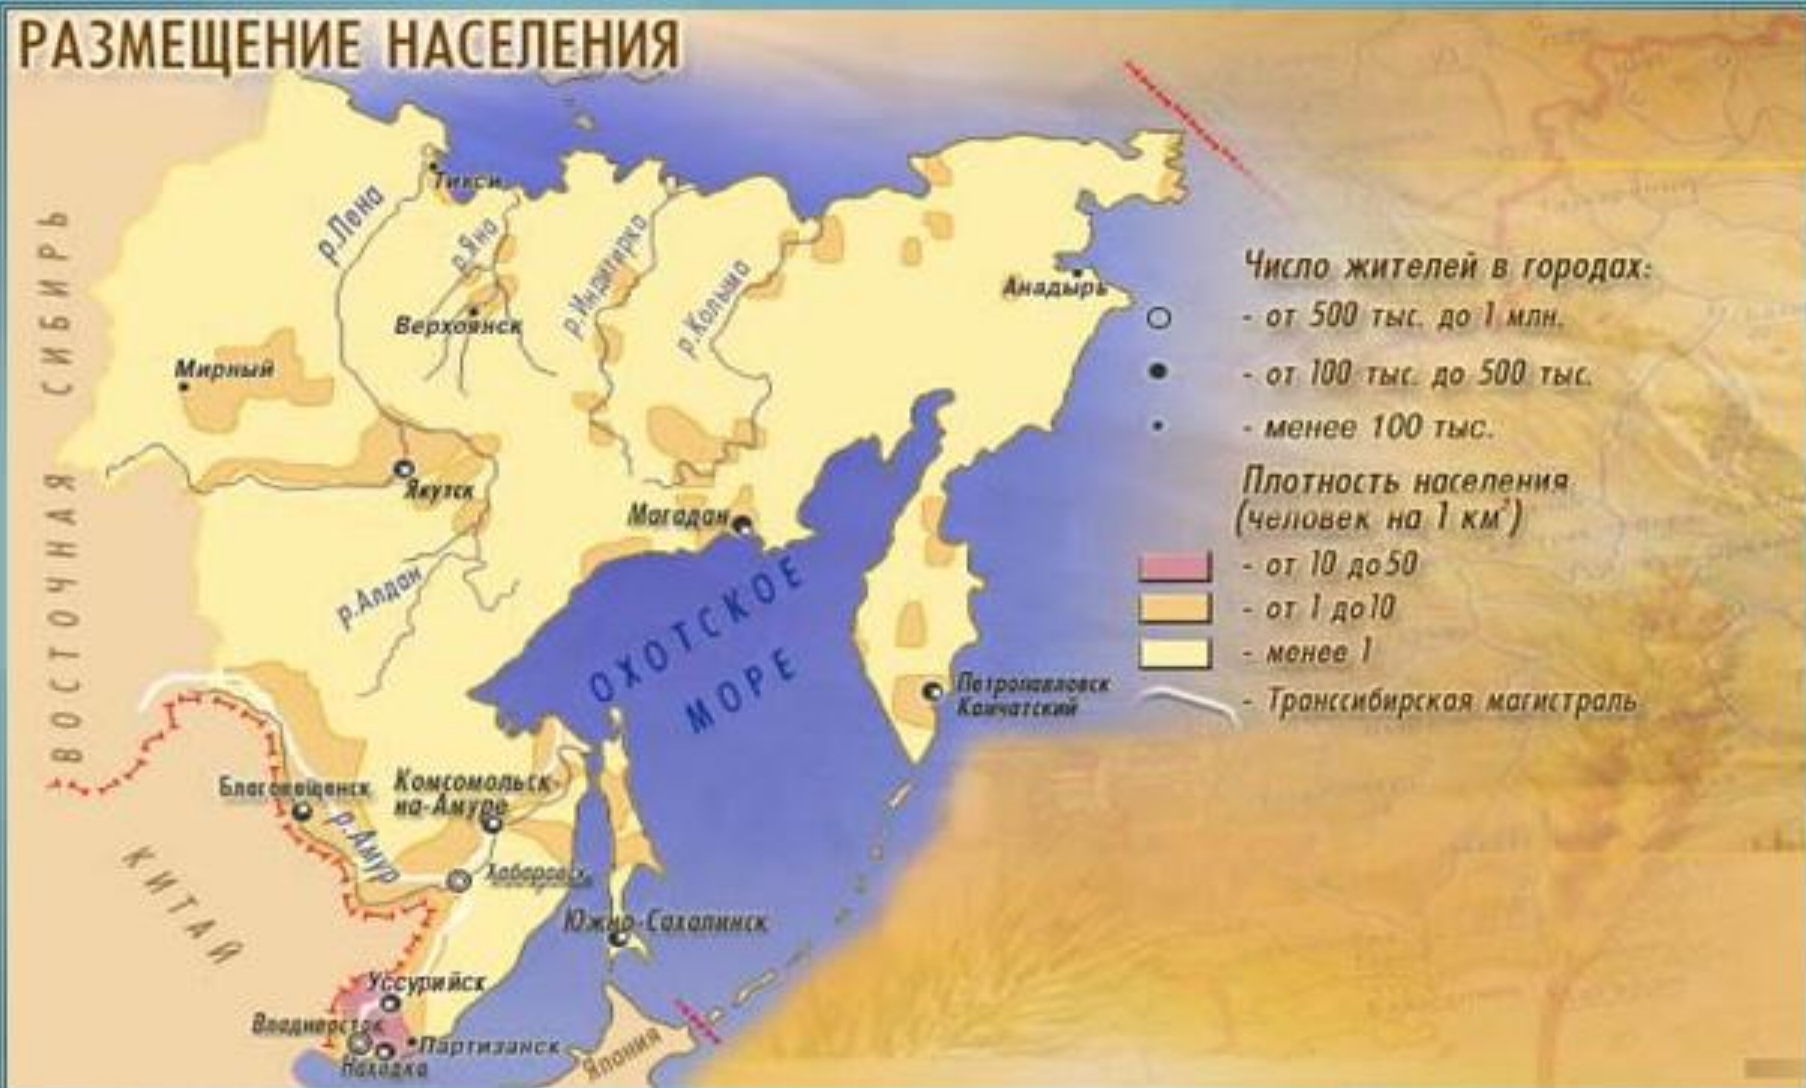 РАЗМЕЩЕНИЕ НАСЕЛЕНИЯ
ВОСТОЧНАЯ СИБИРЬ
р.Лена
Тикси
р.Яна
р.Индигирка
р.Колыма
Анадырь
Верхоянск
Мирный
Якутск
Магадан
р.Алдан
ОХОТСКОЕ
МОРЕ
Петропавловск
Камчатский
Благовещенск
Комсомольск-
на-Амуре
р.Амур
Хабаровск
КИТАЙ
Южно-Сахалинск
Уссурийск
Владивосток
Партизанск
Находка
Япония
Число жителей в городах:
- от 500 тыс. до 1 млн.
- от 100 тыс. до 500 тыс.
- менее 100 тыс.
Плотность населения
(человек на 1 км²)
- от 10 до 50
- от 1 до 10
- менее 1
- Транссибирская магистраль